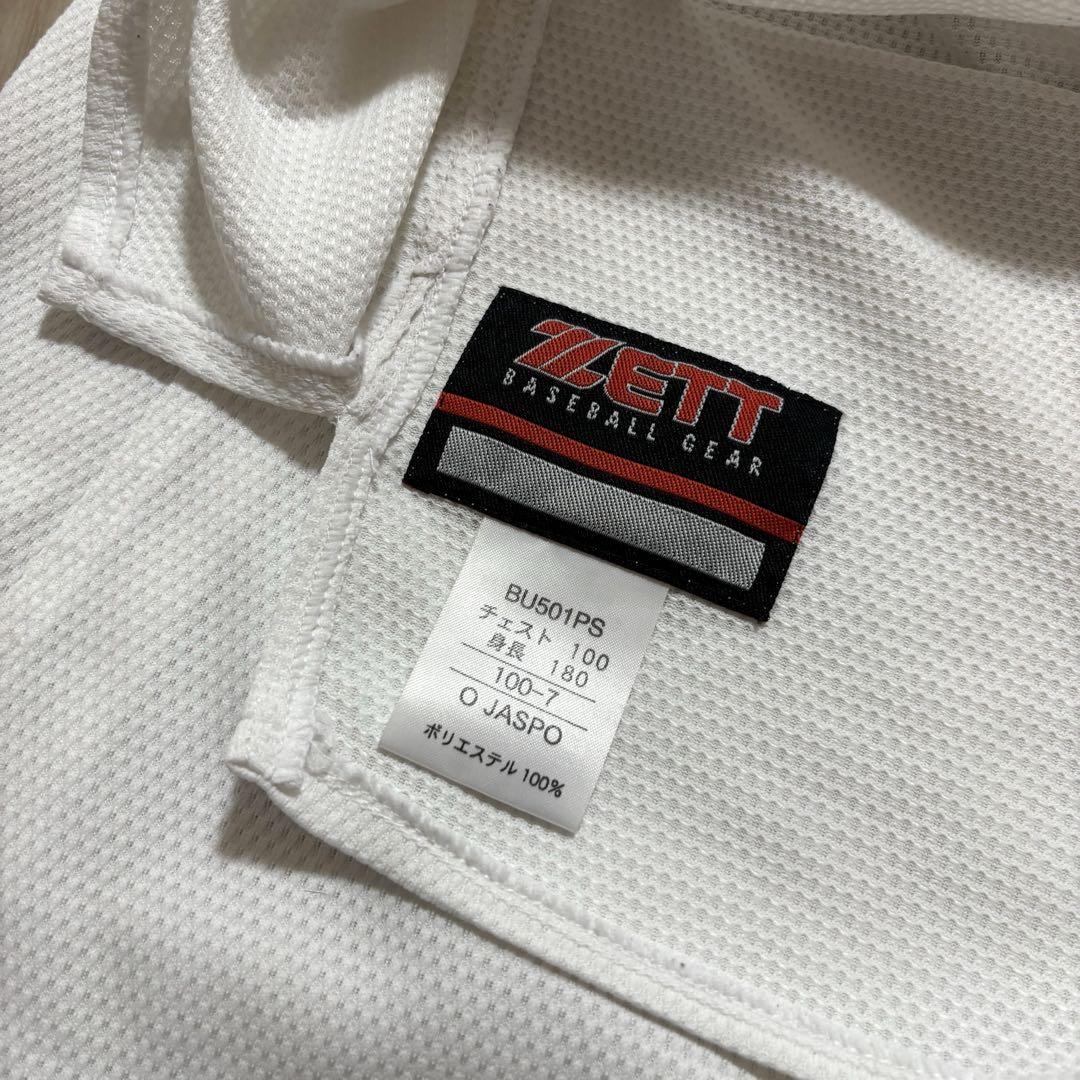 ZETT
BASEBALL GEAR
BU501PS
チェスト 100
身長 180
100-7
O JASPO
ポリエステル 100%